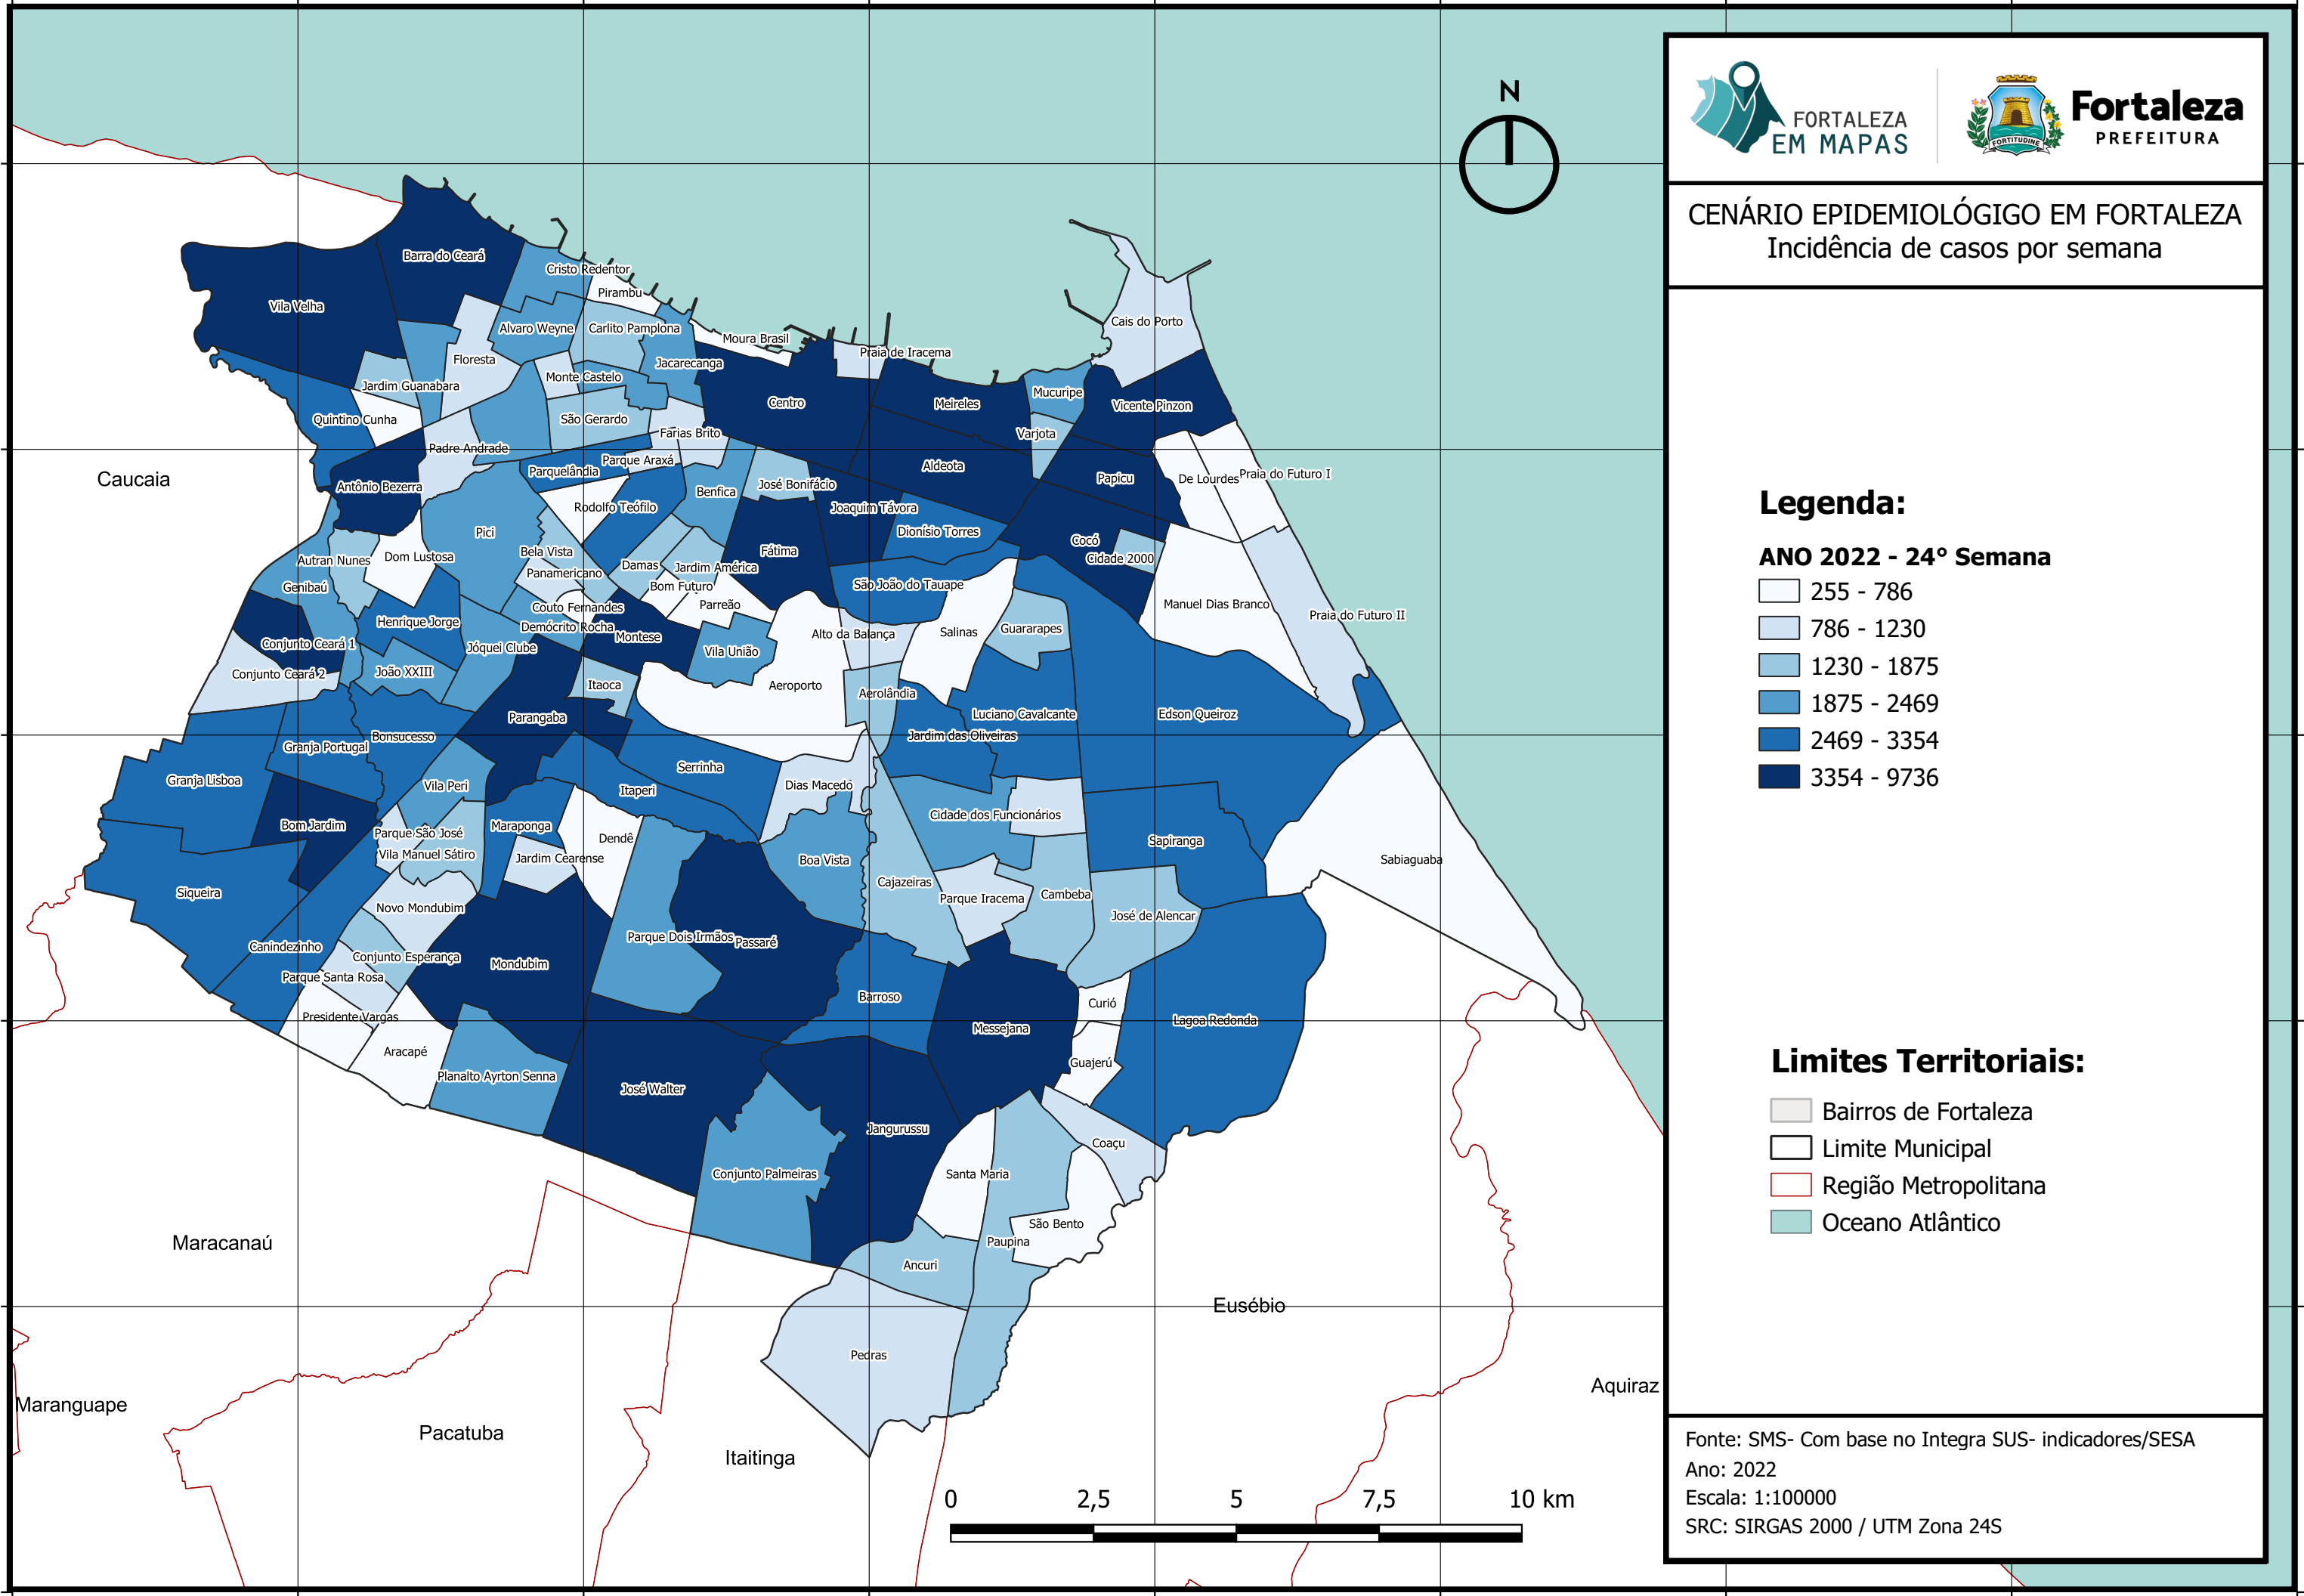 N
FORTALEZA
EM MAPAS
FORTITUDINE
Fortaleza
PREFEITURA
CENÁRIO EPIDEMIOLÓGIGO EM FORTALEZA
Incidência de casos por semana
Legenda:
ANO 2022 - 24° Semana
255 - 786
786 - 1230
1230 - 1875
1875 - 2469
2469 - 3354
3354 - 9736
Limites Territoriais:
Bairros de Fortaleza
Limite Municipal
Região Metropolitana
Oceano Atlântico
Fonte: SMS- Com base no Integra SUS- indicadores/SESA
Ano: 2022
Escala: 1:100000
SRC: SIRGAS 2000 / UTM Zona 24S
Barra do Ceará
Cristo Redentor
Pirambu
Vila Velha
Cais do Porto
Alvaro Weyne
Carlito Pamplona
Moura Brasil
Praia de Iracema
Floresta
Jacarecanga
Monte Castelo
Jardim Guanabara
Mucuripe
Centro
Meireles
Vicente Pinzon
Quintino Cunha
São Gerardo
Farias Brito
Varjota
Padre Andrade
Parque Araxá
Aldeota
Parquelândia
Praia do Futuro I
De Lourdes
Papicu
Caucaia
Antônio Bezerra
José Bonifácio
Benfica
Rodolfo Teófilo
Joaquim Távora
Pici
Dionísio Torres
Cocó
Bela Vista
Fátima
Dom Lustosa
Cidade 2000
Autran Nunes
Damas
Jardim América
Panamericano
Genibaú
Bom Futuro
São João do Tauape
Parreão
Couto Fernandes
Manuel Dias Branco
Praia do Futuro II
Henrique Jorge
Demócrito Rocha
Montese
Alto da Balança
Salinas
Guararapes
Conjunto Ceará 1
Jóquei Clube
Vila União
Conjunto Ceará 2
João XXIII
Itaoca
Aeroporto
Aerolândia
Parangaba
Luciano Cavalcante
Edson Queiroz
Bonsucesso
Jardim das Oliveiras
Granja Portugal
Serrinha
Granja Lisboa
Vila Peri
Itaperi
Dias Macedo
Cidade dos Funcionários
Bom Jardim
Maraponga
Parque São José
Dendê
Sapiranga
Vila Manuel Sátiro
Jardim Cearense
Boa Vista
Sabiaguaba
Siqueira
Cajazeiras
Parque Iracema
Cambeba
Novo Mondubim
José de Alencar
Canindezinho
Parque Dois Irmãos
Passaré
Conjunto Esperança
Mondubim
Parque Santa Rosa
Barroso
Curió
Presidente Vargas
Messejana
Lagoa Redonda
Aracapé
Guajerú
Planalto Ayrton Senna
José Walter
Jangurussu
Coaçu
Conjunto Palmeiras
Santa Maria
São Bento
Maracanaú
Paupina
Ancuri
Eusébio
Pedras
Aquiraz
Maranguape
Pacatuba
Itaitinga
0 2,5 5 7,5 10 km